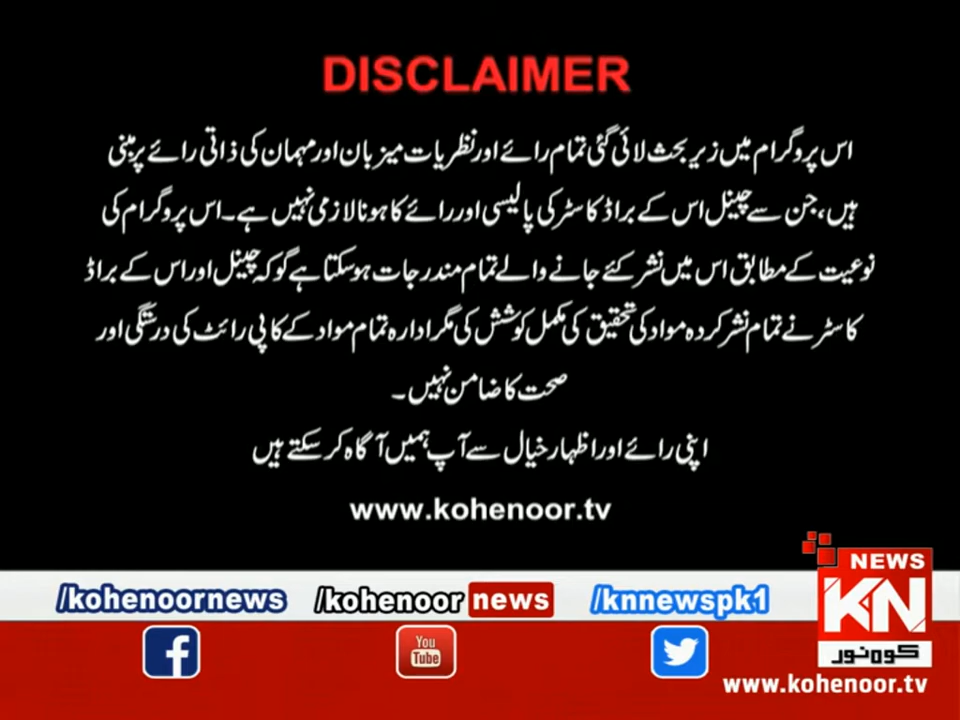 DISCLAIMER
اس پروگرام میں زیر بحث لائی گئی تمام رائے اور نظریات میزبان اور مہمان کی ذاتی رائے پر مبنی
ہیں، جن سے چینل اس کے براڈ کاسٹر کی پالیسی اور رائے کا ہونا لازمی نہیں ہے۔ اس پروگرام کی
نوعیت کے مطابق اس میں نشر کئے جانے والے تمام مندرجات ہو سکتا ہے گو کہ چینل اور اس کے براڈ
کاسٹر نے تمام نشر کردہ مواد کی تحقیق کی مکمل کوشش کی مگر ادارہ تمام مواد کے کاپی رائٹ کی درستگی اور
صحت کا ضامن نہیں۔
اپنی رائے اور اظہار خیال سے آپ ہمیں آگاہ کر سکتے ہیں
www.kohenoor.tv
/kohenoornews /kohenoor news /knnewspk1
NEWS
KN
کوہ نور
You
Tube
www.kohenoor.tv